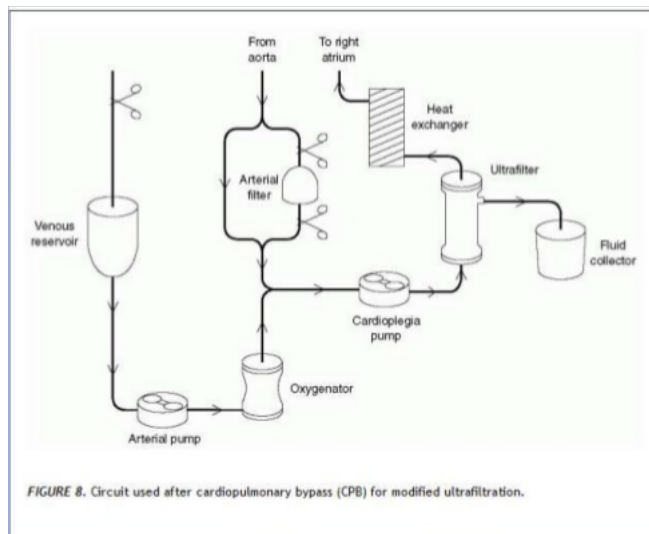 From
aorta
To right
atrium
Heat
exchanger
Ultrafilter
Arterial
filter
Venous
reservoir
Fluid
collector
Cardioplegia
pump
Oxygenator
Arterial pump
FIGURE 8. Circuit used after cardiopulmonary bypass (CPB) for modified ultrafiltration.